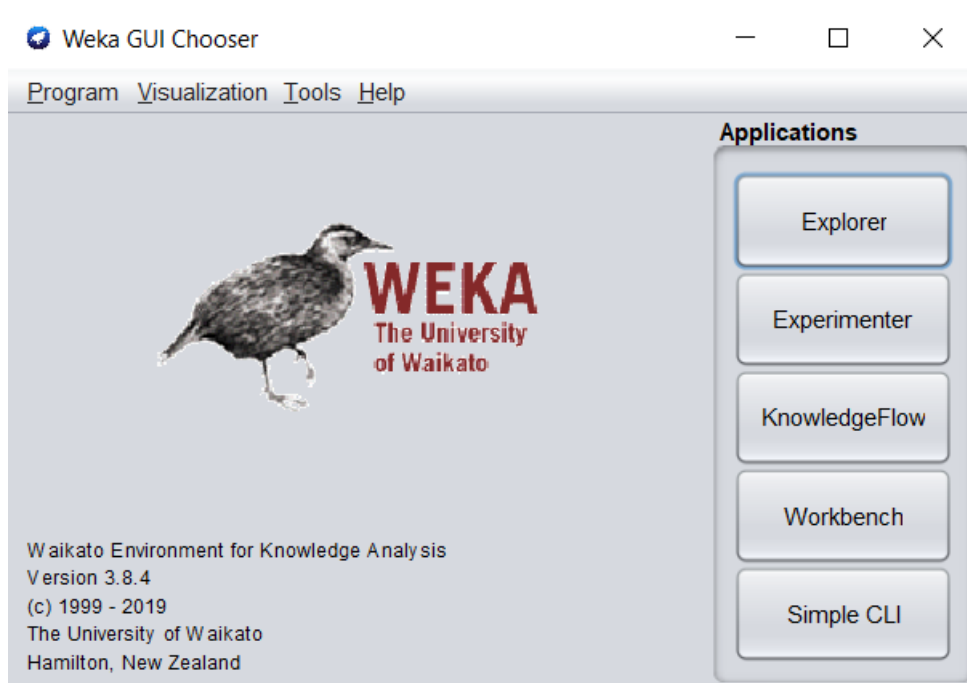 Weka GUI Chooser
Program Visualization Tools Help
Applications
Explorer
Experimenter
KnowledgeFlow
Workbench
Simple CLI
WEKA
The University
of Waikato
Waikato Environment for Knowledge Analysis
Version 3.8.4
(c) 1999 - 2019
The University of Waikato
Hamilton, New Zealand